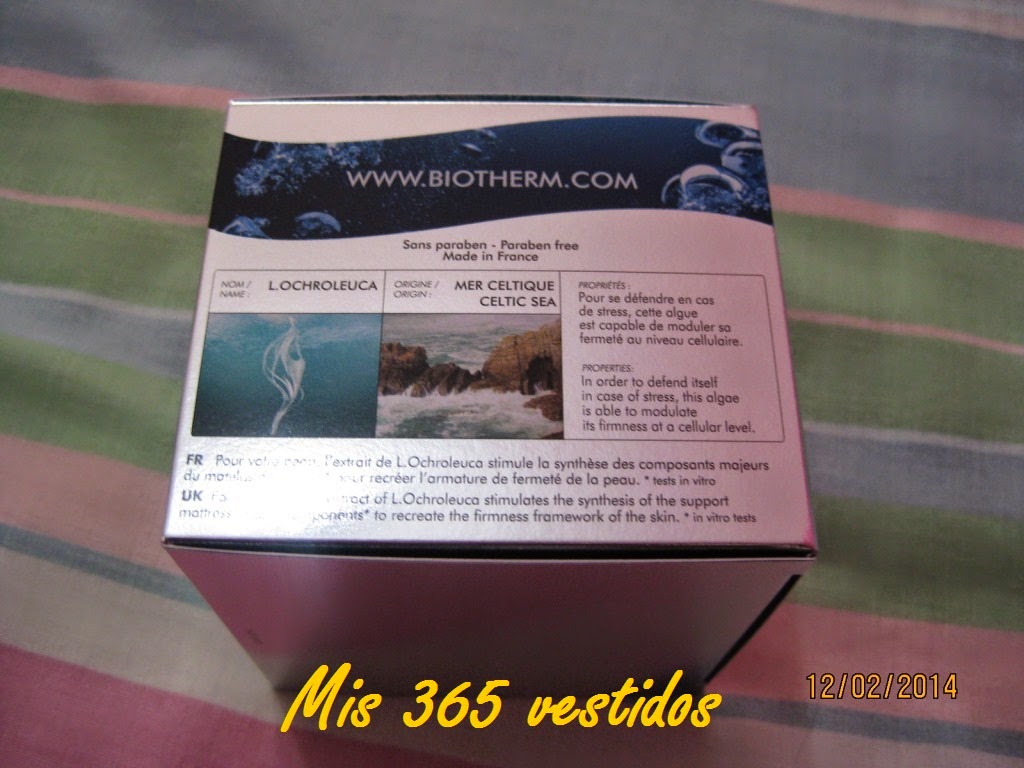 WWW.BIOTHERM.COM
Sans paraben - Paraben free
Made in France
NOM / NAME : L.OCHROLEUCA
ORIGINE / ORIGIN : MER CELTIQUE
CELTIC SEA
PROPRIÉTÉS :
Pour se défendre en cas
de stress, cette algue
est capable de moduler sa
fermeté au niveau cellulaire.
PROPERTIES:
In order to defend itself
in case of stress, this algae
is able to modulate
its firmness at a cellular level.
FR Pour votre l'extrait de L.Ochroleuca stimule la synthèse des composants majeurs
du pour recréer l'armature de fermeté de la peau. * tests in vitro
UK of L.Ochroleuca stimulates the synthesis of the support
mattress to recreate the firmness framework of the skin. * in vitro tests
Mis 365 vestidos
12/02/2014